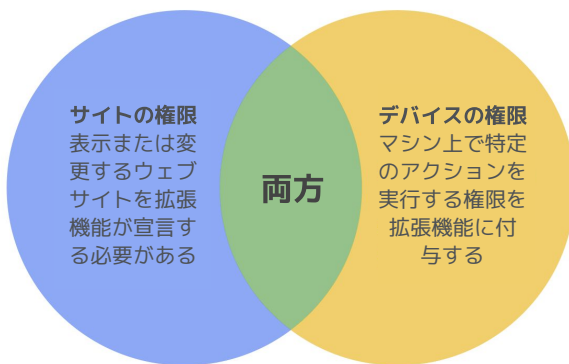 サイトの権限
表示または変
更するウェブ
サイトを拡張
機能が宣言す
る必要がある
両方
デバイスの権限
マシン上で特定
のアクションを
実行する権限を
拡張機能に付
与する